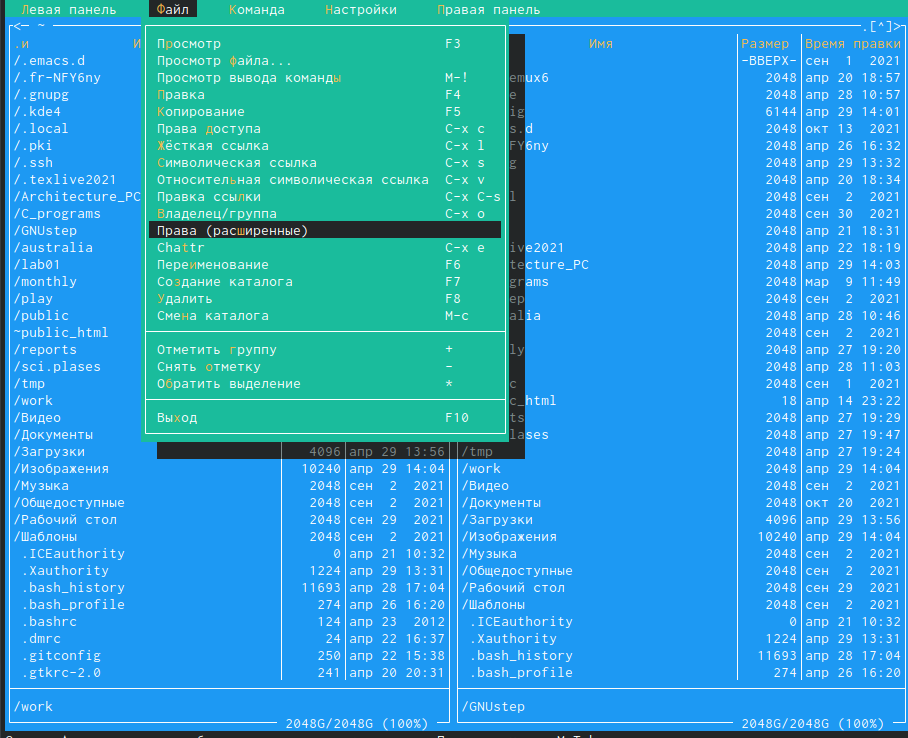 Левая панель Файл Команда Настройки Правая панель
<— ~ .[^]>
.и И Просмотр F3 Имя Размер Время правки
/.emacs.d Просмотр файла... -ВВЕРХ- сен 1 2021
/.fr-NFY6ny Просмотр вывода команды M-! emux6 2048 апр 20 18:57
/.gnupg Правка F4 e 2048 апр 28 10:57
/.kde4 Копирование F5 ig 6144 апр 29 14:01
/.local Права доступа C-x c s.d 2048 окт 13 2021
/.pki Жёсткая ссылка C-x l FY6ny 2048 апр 26 16:32
/.ssh Символическая ссылка C-x s g 2048 апр 29 13:32
/.texlive2021 Относительная символическая ссылка C-x v 2048 апр 20 18:34
/Architecture_PC Правка ссылки C-x C-s l 2048 сен 2 2021
/C_programs Владелец/группа C-x o 2048 сен 30 2021
/GNUstep Права (расширенные) 2048 апр 21 18:31
/australia Chattr C-x e ive2021 2048 апр 22 18:19
/lab01 Переименование F6 tecture_PC 2048 апр 29 14:03
/monthly Создание каталога F7 grams 2048 мар 9 11:49
/play Удалить F8 ep 2048 сен 2 2021
/public Смена каталога M-c alia 2048 апр 28 10:46
~public_html 2048 сен 2 2021
/reports Отметить группу + ly 2048 апр 27 19:20
/sci.plases Снять отметку - 2048 апр 28 11:03
/tmp Обратить выделение * c 2048 сен 1 2021
/work c_html 18 апр 14 23:22
/Видео Выход F10 ts 2048 апр 27 19:29
/Документы lases 2048 апр 27 19:47
/Загрузки 4096 апр 29 13:56 /tmp 2048 апр 27 19:24
/Изображения 10240 апр 29 14:04 /work 2048 апр 29 14:04
/Музыка 2048 сен 2 2021 /Видео 2048 сен 2 2021
/Общедоступные 2048 сен 2 2021 /Документы 2048 окт 20 2021
/Рабочий стол 2048 сен 29 2021 /Загрузки 4096 апр 29 13:56
/Шаблоны 2048 сен 2 2021 /Изображения 10240 апр 29 14:04
.ICEauthority 0 апр 21 10:32 /Музыка 2048 сен 2 2021
.Xauthority 1224 апр 29 13:31 /Общедоступные 2048 сен 2 2021
.bash_history 11693 апр 28 17:04 /Рабочий стол 2048 сен 29 2021
.bash_profile 274 апр 26 16:20 /Шаблоны 2048 сен 2 2021
.bashrc 124 апр 23 2012 .ICEauthority 0 апр 21 10:32
.dmrc 24 апр 22 16:37 .Xauthority 1224 апр 29 13:31
.gitconfig 250 апр 22 15:38 .bash_history 11693 апр 28 17:04
.gtkrc-2.0 241 апр 20 20:31 .bash_profile 274 апр 26 16:20
/work /GNUstep
2048G/2048G (100%) 2048G/2048G (100%)